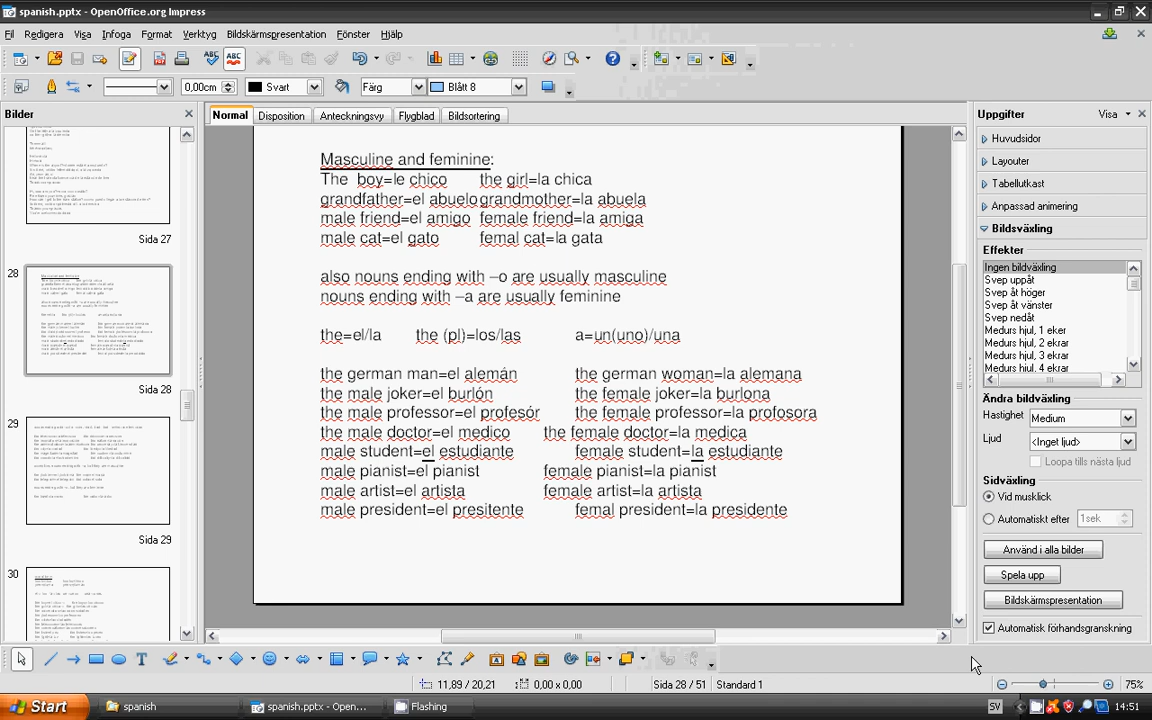 spanish.pptx - OpenOffice.org Impress
Fil Redigera Visa Infoga Format Verktyg Bildskärmspresentation Fönster Hjälp
0,00cm Svart Färg Blått 8
Bilder
Normal Disposition Anteckningsvy Flygblad Bildsortering
Uppgifter Visa
Sida 27
28
Sida 28
29
Sida 29
30
Masculine and feminine:
The boy=le chico the girl=la chica
grandfather=el abuelo grandmother=la abuela
male friend=el amigo female friend=la amiga
male cat=el gato femal cat=la gata
also nouns ending with –o are usually masculine
nouns ending with –a are usually feminine
the=el/la the (pl)=los/las a=un(uno)/una
the german man=el alemán the german woman=la alemana
the male joker=el burlón the female joker=la burlona
the male professor=el profesór the female professor=la profosora
the male doctor=el medico the female doctor=la medica
male student=el estudiante female student=la estudiante
male pianist=el pianist female pianist=la pianist
male artist=el artista female artist=la artista
male president=el presitente femal president=la presidente
Huvudsidor
Layouter
Tabellutkast
Anpassad animering
Bildväxling
Effekter
Ingen bildväxling
Svep uppåt
Svep åt höger
Svep åt vänster
Svep nedåt
Medurs hjul, 1 eker
Medurs hjul, 2 ekrar
Medurs hjul, 3 ekrar
Medurs hjul, 4 ekrar
Ändra bildväxling
Hastighet Medium
Ljud <Inget ljud>
Loopa tills nästa ljud
Sidväxling
Vid musklick
Automatiskt efter 1sek
Använd i alla bilder
Spela upp
Bildskärmspresentation
Automatisk förhandsgranskning
11,89 / 20,21 0,00 x 0,00 Sida 28 / 51 Standard 1 75%
Start spanish spanish.pptx - Open... Flashing SV 14:51